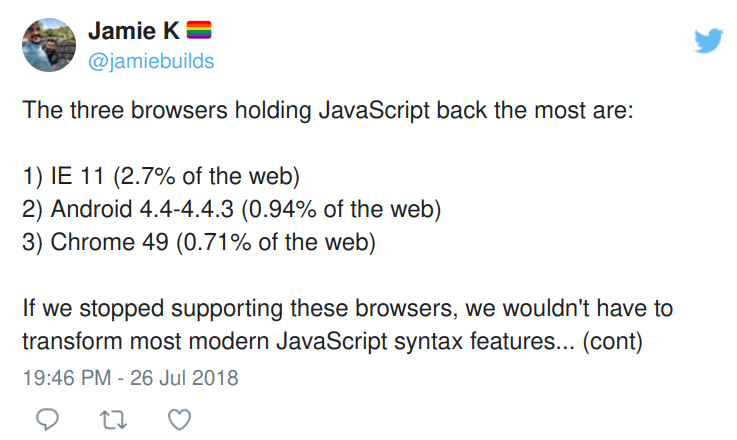 Jamie K
@jamiebuilds
The three browsers holding JavaScript back the most are:
1) IE 11 (2.7% of the web)
2) Android 4.4-4.4.3 (0.94% of the web)
3) Chrome 49 (0.71% of the web)
If we stopped supporting these browsers, we wouldn't have to
transform most modern JavaScript syntax features... (cont)
19:46 PM - 26 Jul 2018